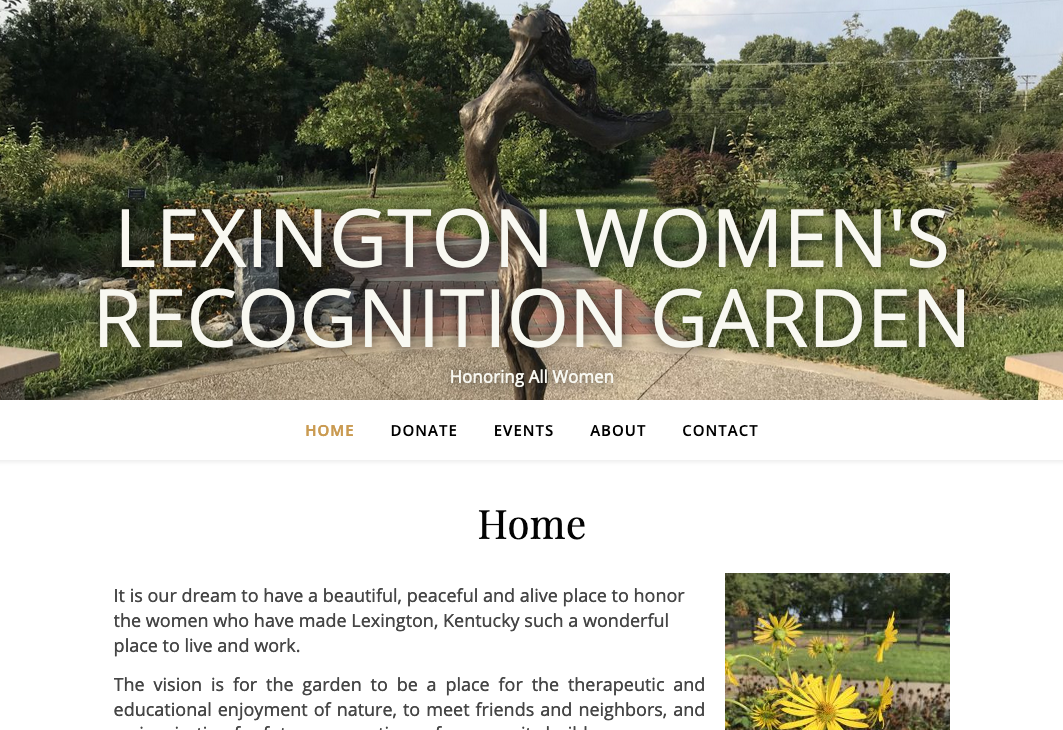 LEXINGTON WOMEN'S
RECOGNITION GARDEN
Honoring All Women
HOME DONATE EVENTS ABOUT CONTACT
Home
It is our dream to have a beautiful, peaceful and alive place to honor
the women who have made Lexington, Kentucky such a wonderful
place to live and work.
The vision is for the garden to be a place for the therapeutic and
educational enjoyment of nature, to meet friends and neighbors, and